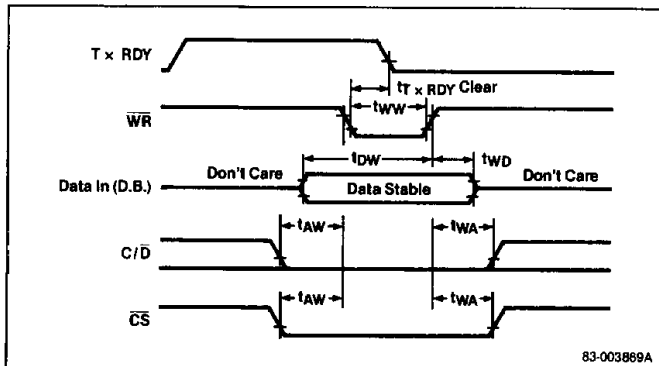 T × RDY
tT × RDY Clear
tWW
WR
tDW
tWD
Don't Care
Don't Care
Data In (D.B.)
Data Stable
tAW
tWA
C/D
tAW
tWA
CS
83-003869A